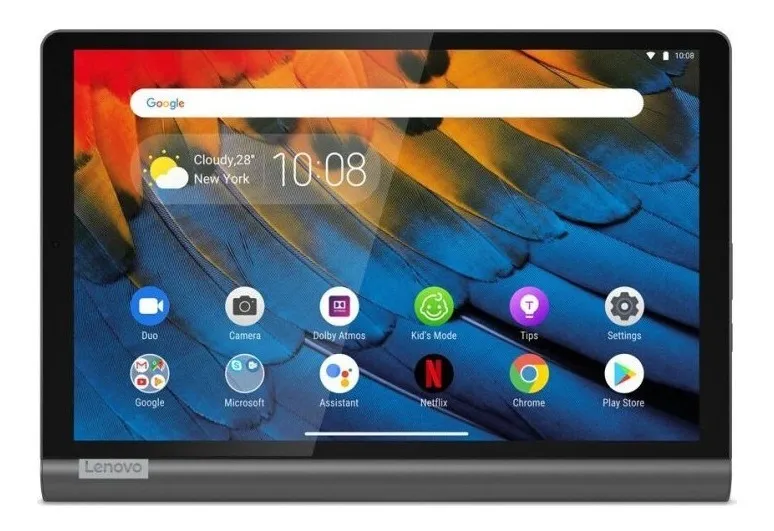 10:08
Google
Cloudy,28°
New York
10:08
Duo
Camera
Dolby Atmos
Kid's Mode
Tips
Settings
Google
Microsoft
Assistant
Netflix
Chrome
Play Store
Lenovo